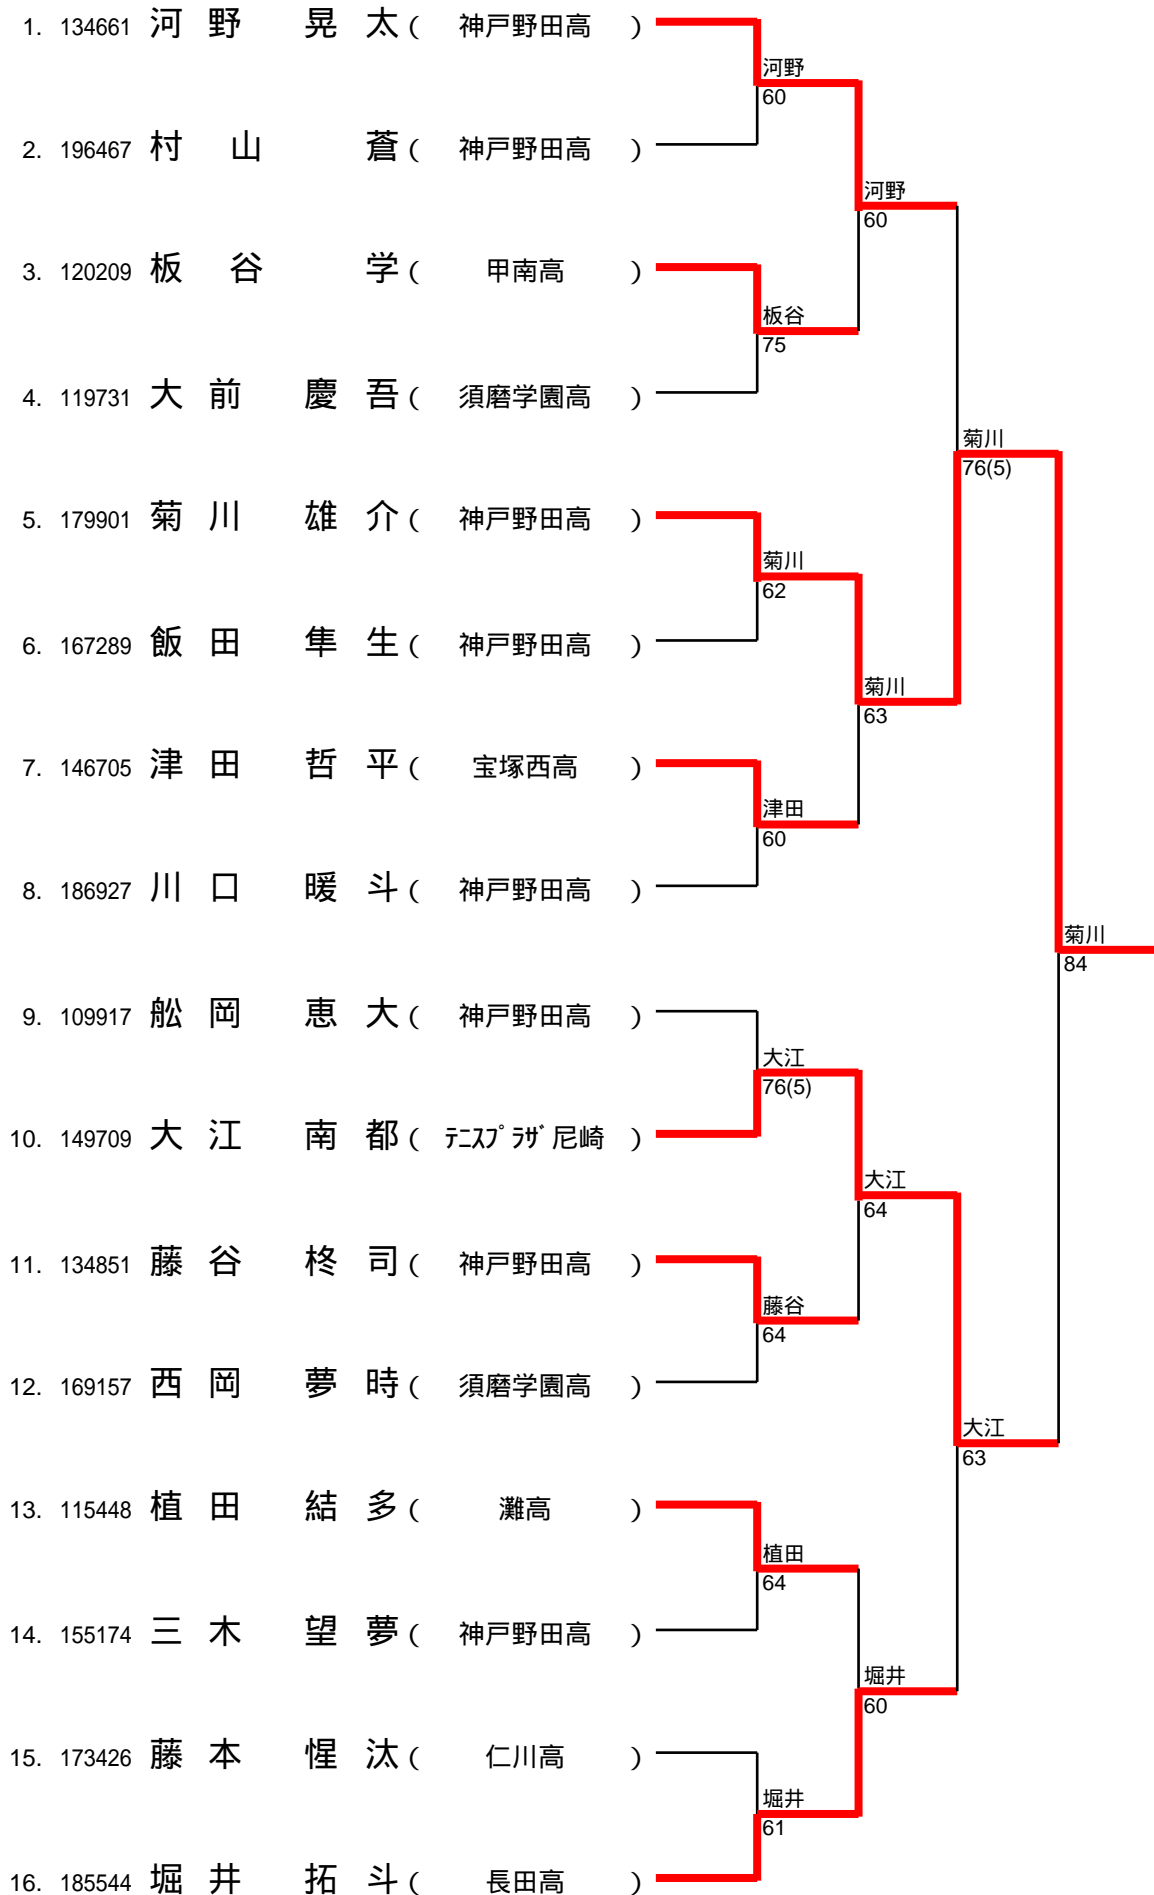 1. 134661 河野 晃太 ( 神戸野田高 )
河野
60
2. 196467 村山 蒼 ( 神戸野田高 )
河野
60
3. 120209 板谷 学 ( 甲南高 )
板谷
75
4. 119731 大前 慶吾 ( 須磨学園高 )
菊川
76(5)
5. 179901 菊川 雄介 ( 神戸野田高 )
菊川
62
6. 167289 飯田 隼生 ( 神戸野田高 )
菊川
63
7. 146705 津田 哲平 ( 宝塚西高 )
津田
60
8. 186927 川口 暖斗 ( 神戸野田高 )
菊川
84
9. 109917 舩岡 恵大 ( 神戸野田高 )
大江
76(5)
10. 149709 大江 南都 ( ﾃﾆｽﾌﾟﾗｻﾞ尼崎 )
大江
64
11. 134851 藤谷 柊司 ( 神戸野田高 )
藤谷
64
12. 169157 西岡 夢時 ( 須磨学園高 )
大江
63
13. 115448 植田 結多 ( 灘高 )
植田
64
14. 155174 三木 望夢 ( 神戸野田高 )
堀井
60
15. 173426 藤本 惺汰 ( 仁川高 )
堀井
61
16. 185544 堀井 拓斗 ( 長田高 )